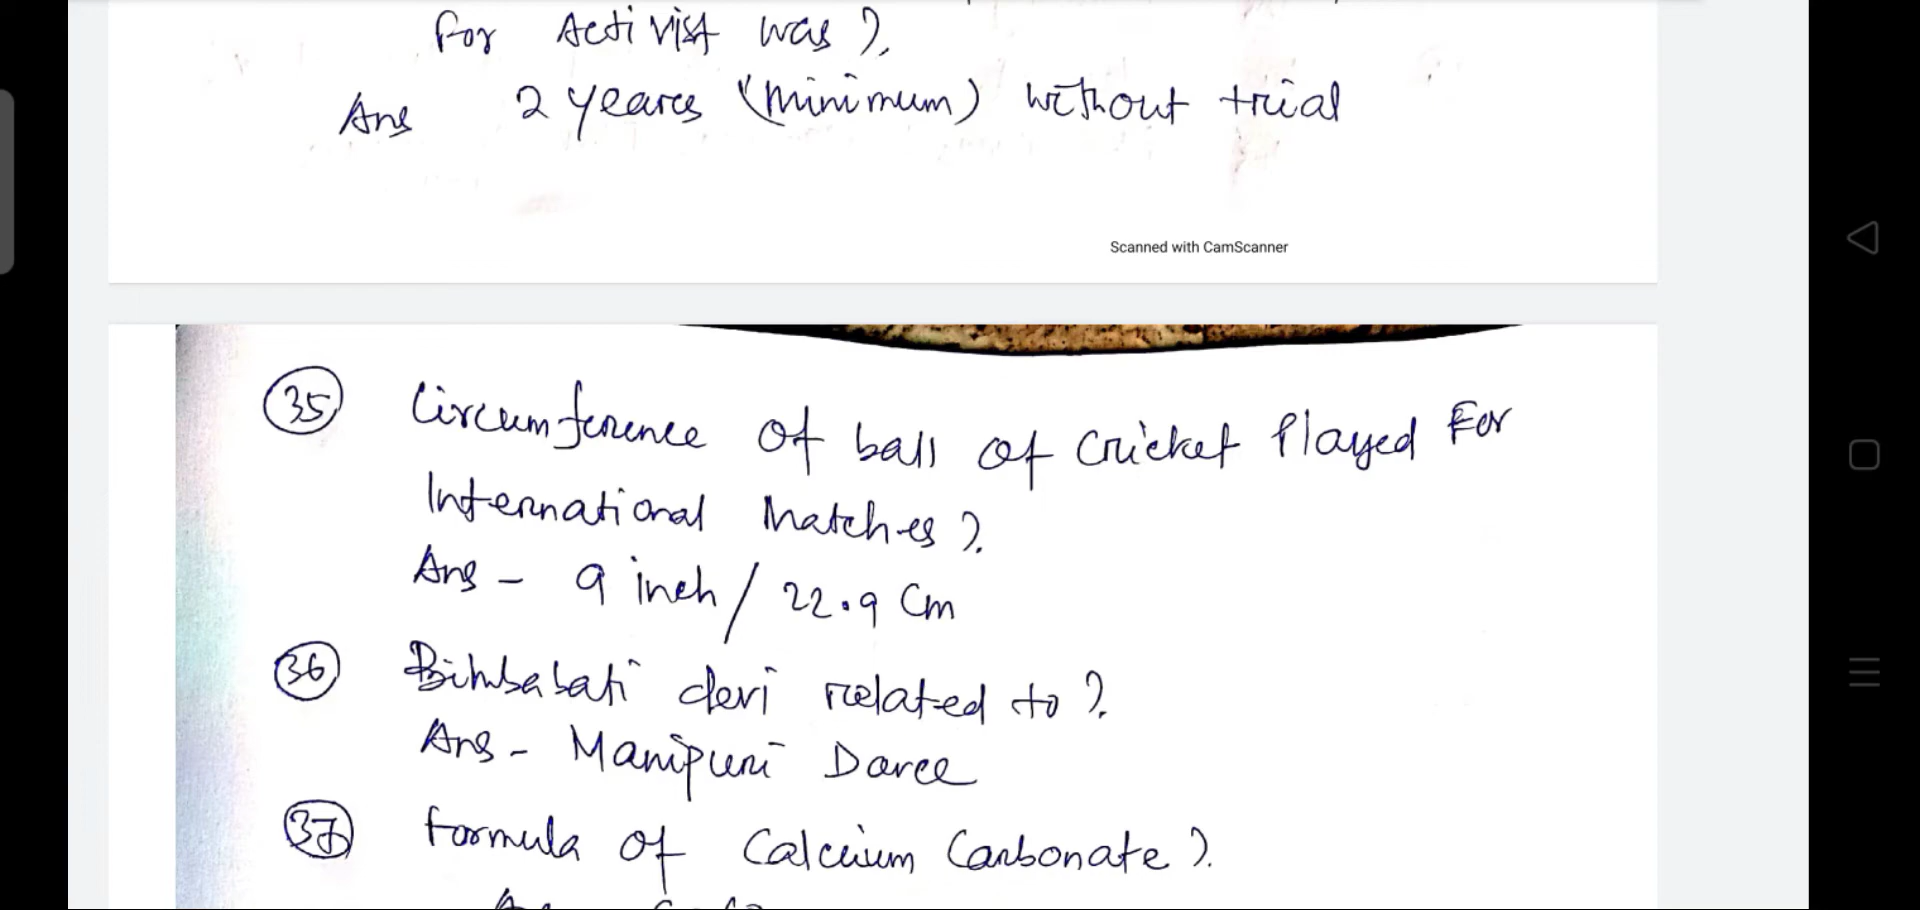 for Activist was ?
Ans 2 years (minimum) without trial
Scanned with CamScanner
35 Circumference of ball of Cricket Played For
International Matches ?
Ans - 9 inch / 22.9 Cm
36 Bimbabati devi related to ?
Ans - Manipuri Dance
37 formula of Calcium Carbonate ?